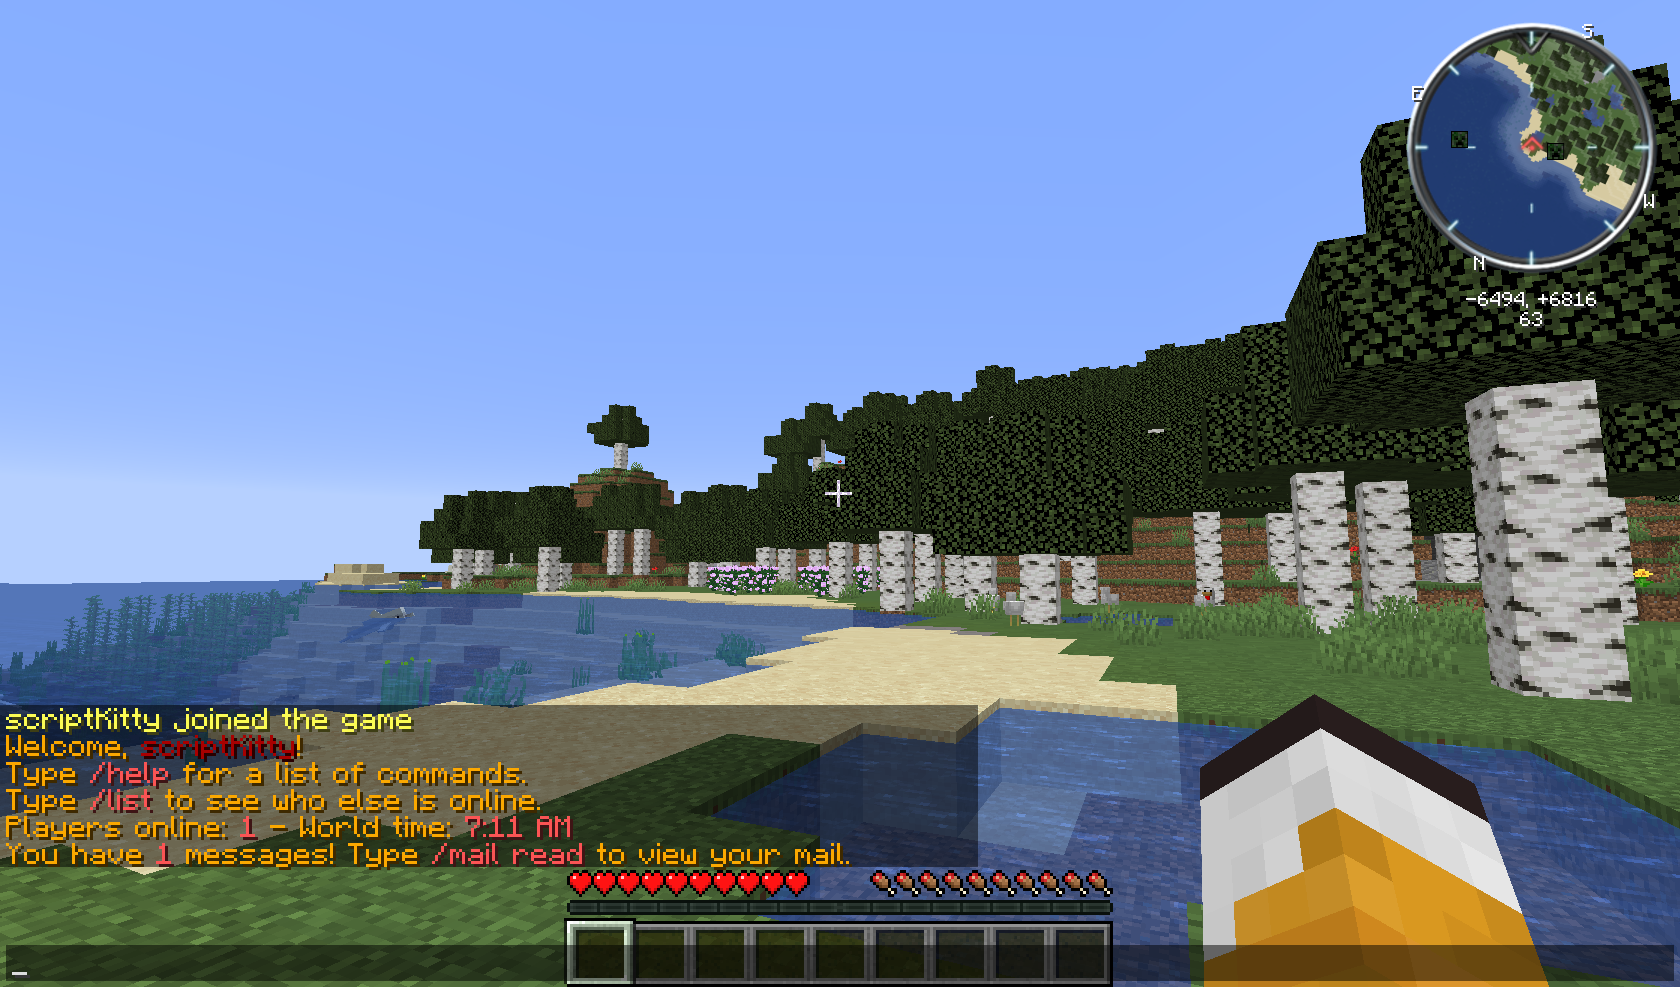 S
E
W
N
-6494, +6816
63
scriptKitty joined the game
Welcome, scriptKitty!
Type /help for a list of commands.
Type /list to see who else is online.
Players online: 1 - World time: 7:11 AM
You have 1 messages! Type /mail read to view your mail.
_